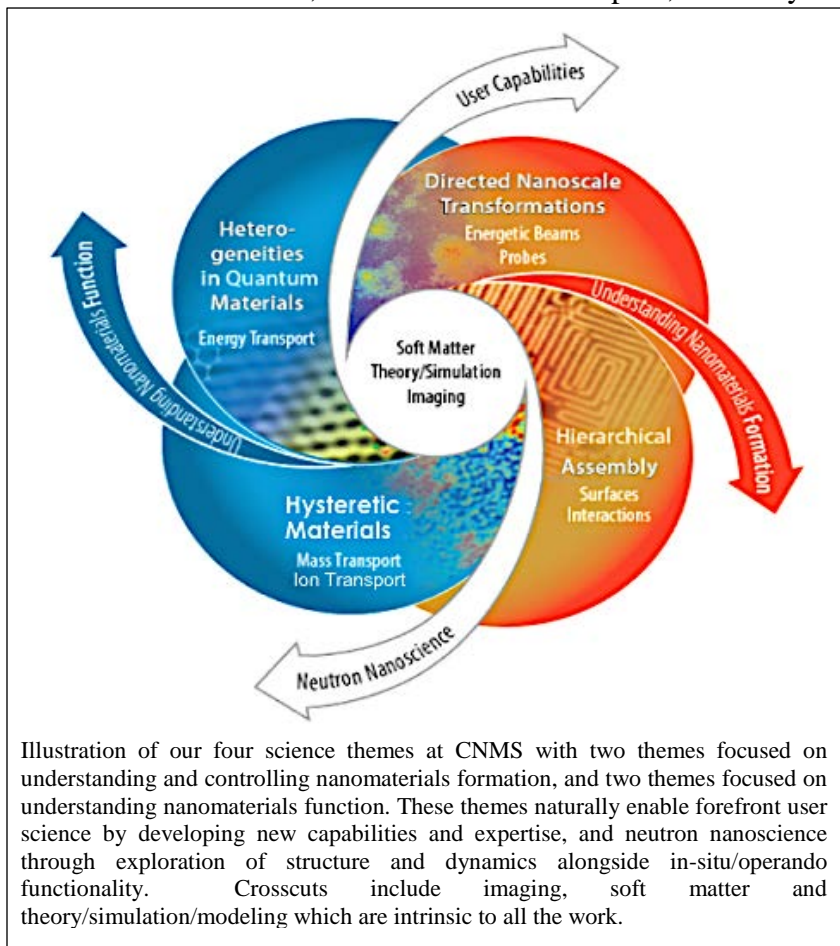 User Capabilities
Directed Nanoscale
Transformations
Energetic Beams
Probes
Hetero-
geneities
in Quantum
Materials
Energy Transport
Understanding Nanomaterials Function
Soft Matter
Theory/Simulation
Imaging
Understanding Nanomaterials Formation
Hierarchical
Assembly
Surfaces
Interactions
Hysteretic
Materials
Mass Transport
Ion Transport
Neutron Nanoscience
Illustration of our four science themes at CNMS with two themes focused on
understanding and controlling nanomaterials formation, and two themes focused on
understanding nanomaterials function. These themes naturally enable forefront user
science by developing new capabilities and expertise, and neutron nanoscience
through exploration of structure and dynamics alongside in-situ/operando
functionality. Crosscuts include imaging, soft matter and
theory/simulation/modeling which are intrinsic to all the work.